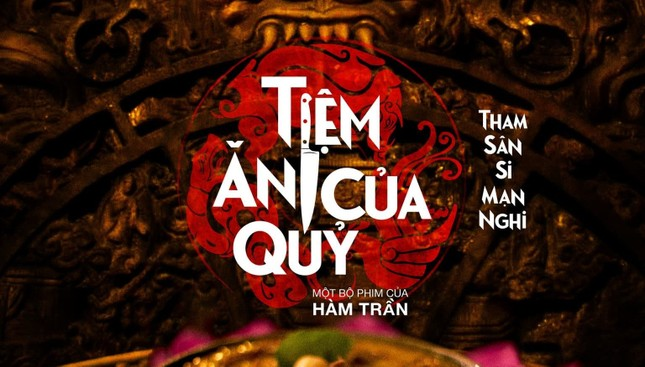 TIỆM
ĂN CỦA
QUỶ
MỘT BỘ PHIM CỦA
HÀM TRẦN
THAM
SÂN
SI
MẠN
NGHI